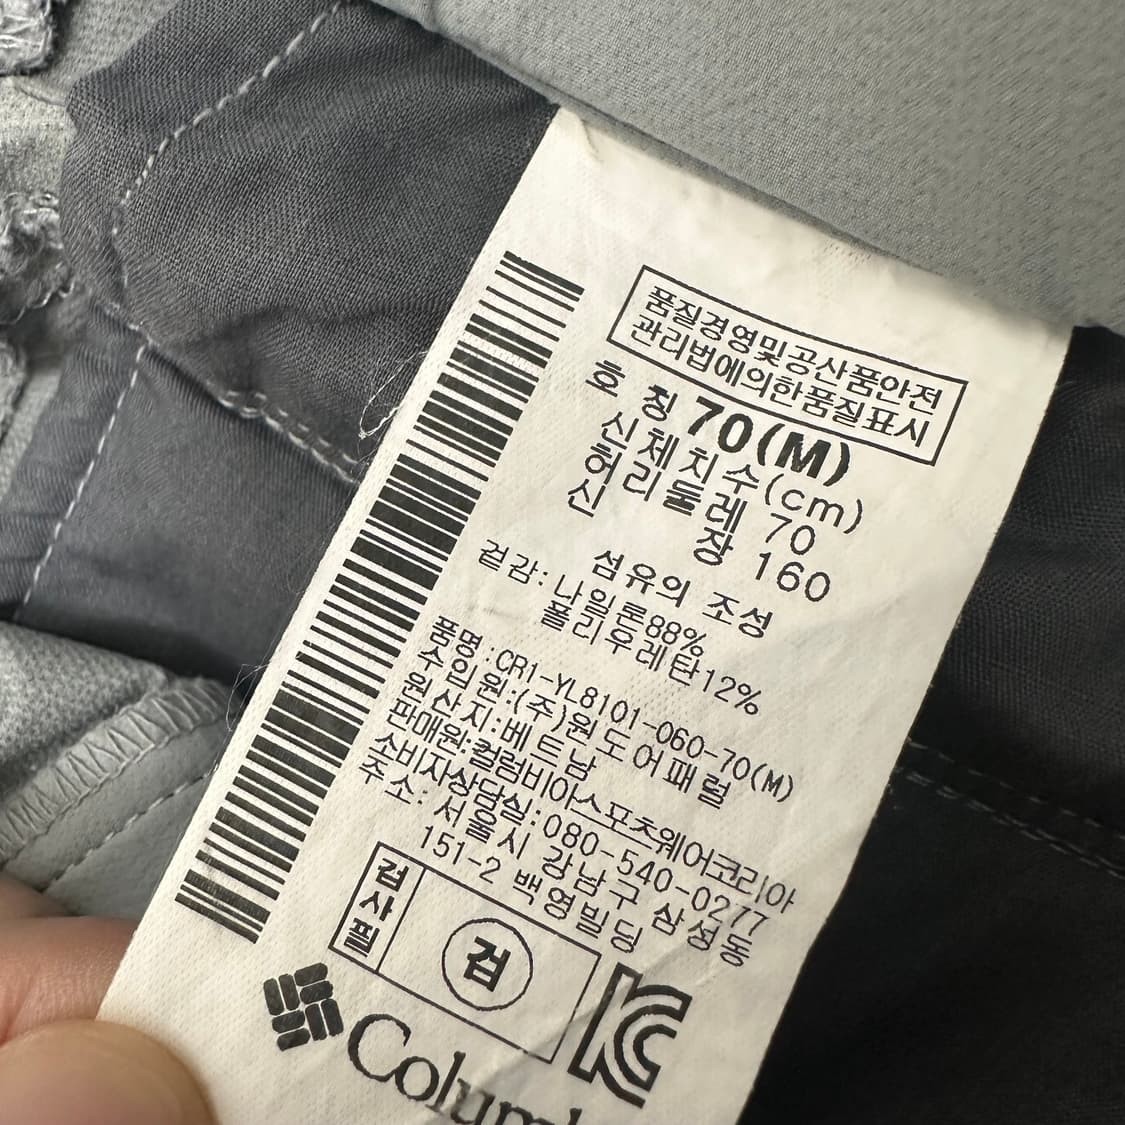 품질경영및공산품안전
관리법에의한품질표시
호 칭 70(M)
신체치수(cm)
허리둘레 70
신 장 160
섬유의 조성
겉감: 나일론88%
폴리우레탄12%
품명:CR1-YL8101-060-70(M)
수입원:(주)원도어패럴
원산지:베트남
판매원:컬럼비아스포츠웨어코리아
소비자상담실:080-540-0277
주 소: 서울시 강남구 삼성동
151-2 백영빌딩
검사필
검
Columb